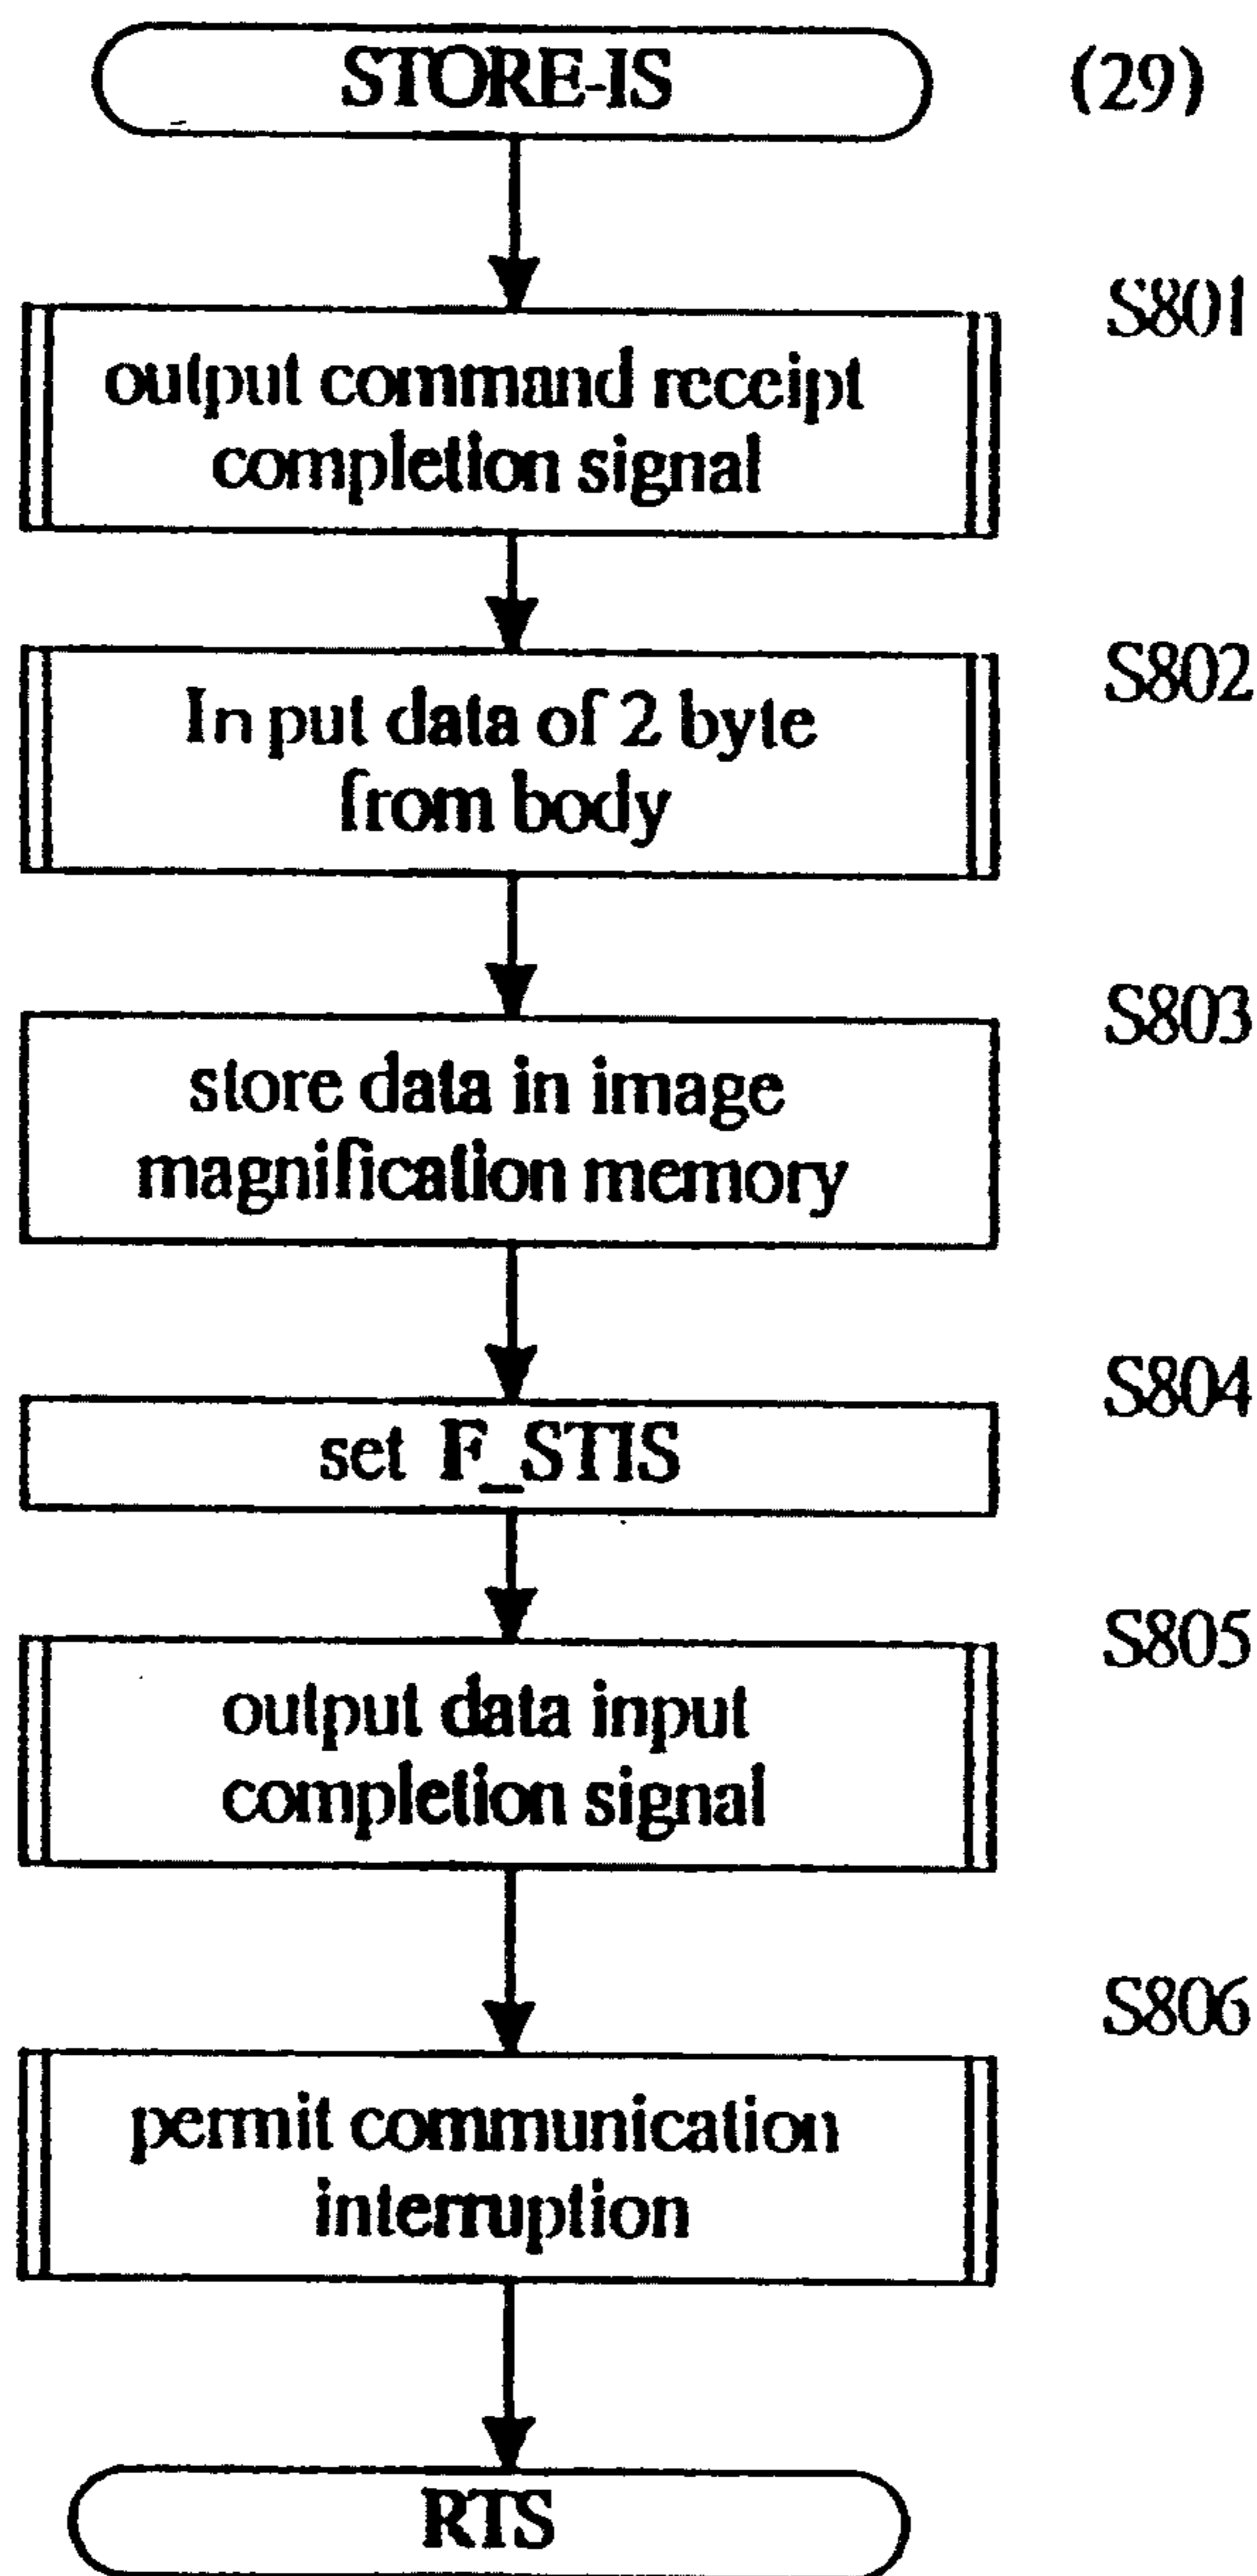 STORE-IS
(29)
S801
output command receipt
completion signal
S802
In put data of 2 byte
from body
S803
store data in image
magnification memory
S804
set F_STIS
S805
output data input
completion signal
S806
permit communication
interruption
RTS